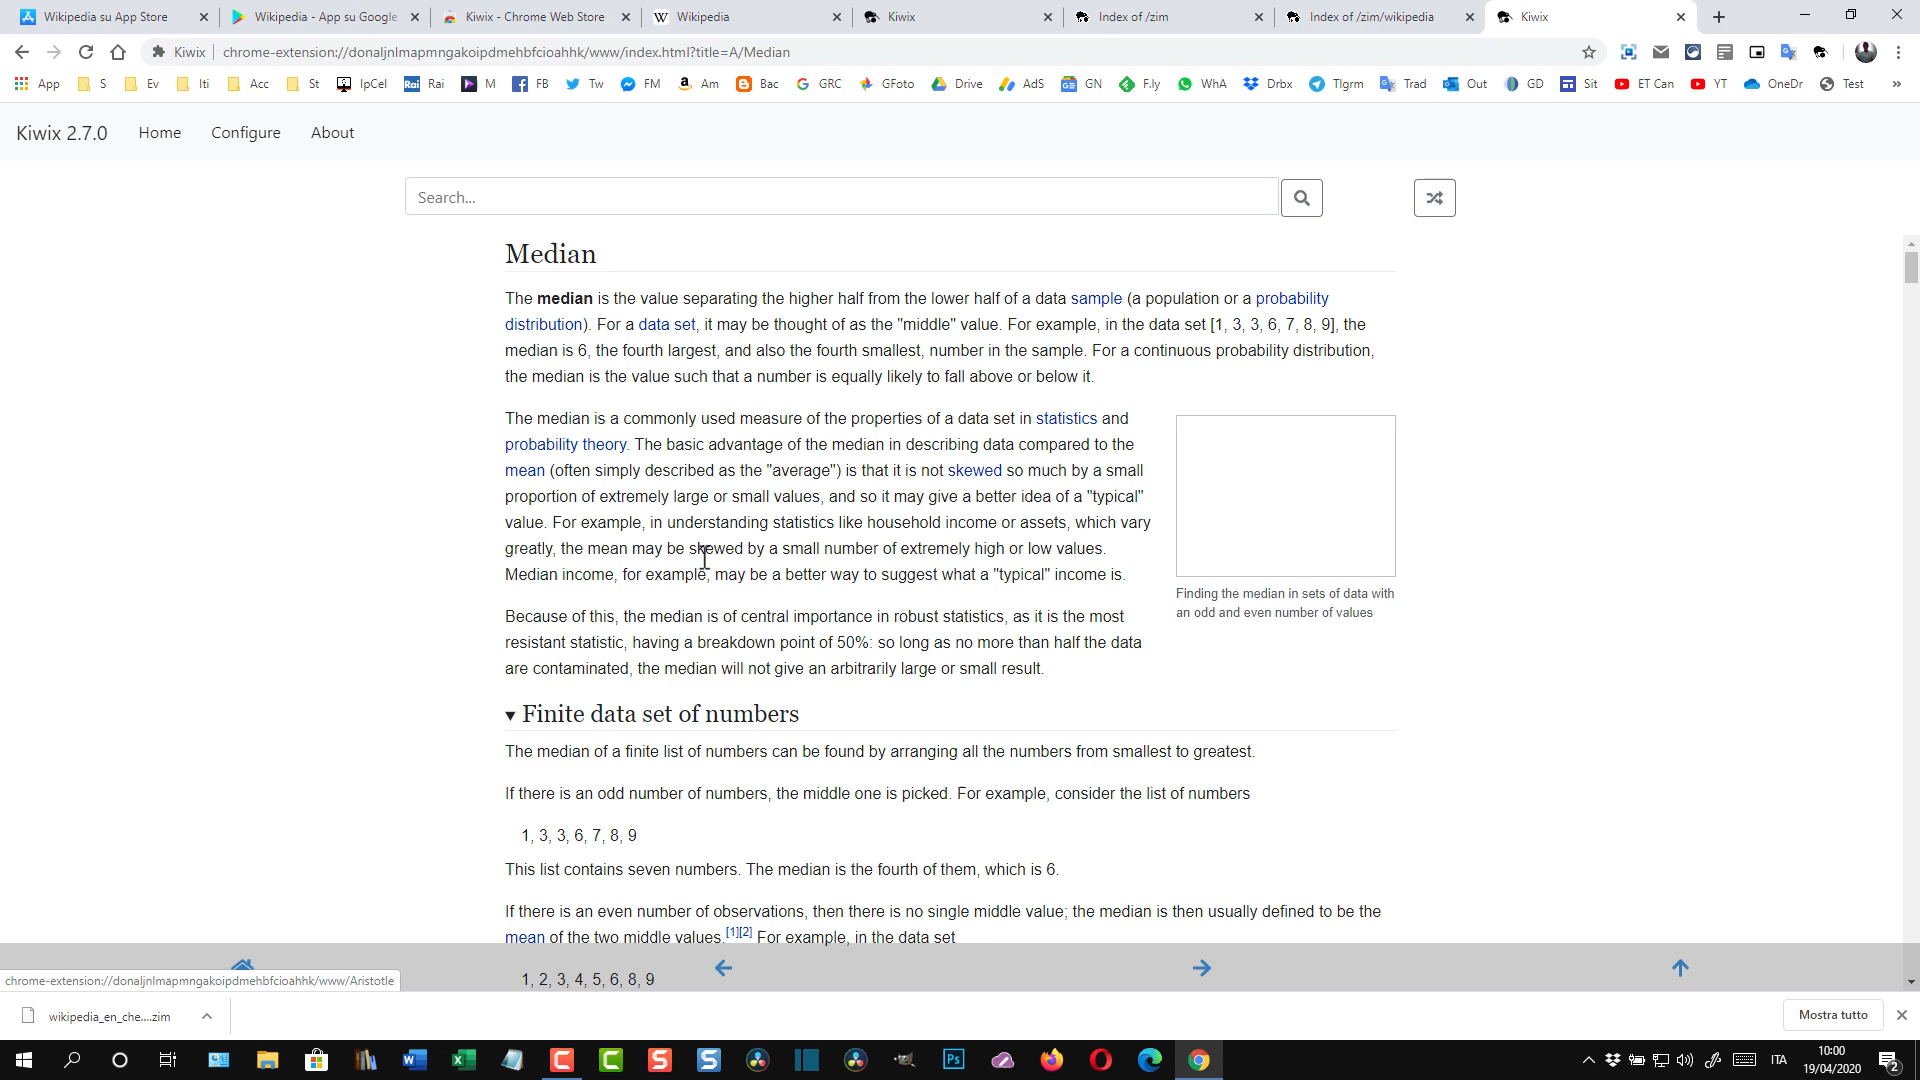 Wikipedia su App Store
Wikipedia - App su Google
Kiwix - Chrome Web Store
Wikipedia
Kiwix
Index of /zim
Index of /zim/wikipedia
Kiwix
Kiwix
chrome-extension://donaljnlmapmngakoipdmehbfcioahhk/www/index.html?title=A/Median
App S Ev Iti Acc St IpCel Rai Rai M FB Tw FM Am Bac GRC GFoto Drive AdS GN F.ly WhA Drbx Tlgrm Trad Out GD Sit ET Can YT OneDr Test »
Kiwix 2.7.0 Home Configure About
Search...
Median
The median is the value separating the higher half from the lower half of a data sample (a population or a probability
distribution). For a data set, it may be thought of as the "middle" value. For example, in the data set [1, 3, 3, 6, 7, 8, 9], the
median is 6, the fourth largest, and also the fourth smallest, number in the sample. For a continuous probability distribution,
the median is the value such that a number is equally likely to fall above or below it.
The median is a commonly used measure of the properties of a data set in statistics and
probability theory. The basic advantage of the median in describing data compared to the
mean (often simply described as the "average") is that it is not skewed so much by a small
proportion of extremely large or small values, and so it may give a better idea of a "typical"
value. For example, in understanding statistics like household income or assets, which vary
greatly, the mean may be skewed by a small number of extremely high or low values.
Median income, for example, may be a better way to suggest what a "typical" income is.
Finding the median in sets of data with
an odd and even number of values
Because of this, the median is of central importance in robust statistics, as it is the most
resistant statistic, having a breakdown point of 50%: so long as no more than half the data
are contaminated, the median will not give an arbitrarily large or small result.
Finite data set of numbers
The median of a finite list of numbers can be found by arranging all the numbers from smallest to greatest.
If there is an odd number of numbers, the middle one is picked. For example, consider the list of numbers
1, 3, 3, 6, 7, 8, 9
This list contains seven numbers. The median is the fourth of them, which is 6.
If there is an even number of observations, then there is no single middle value; the median is then usually defined to be the
mean of the two middle values.[1][2] For example, in the data set
1, 2, 3, 4, 5, 6, 8, 9
chrome-extension://donaljnlmapmngakoipdmehbfcioahhk/www/Aristotle
wikipedia_en_che....zim
Mostra tutto
Ps
ITA
10:00
19/04/2020
2